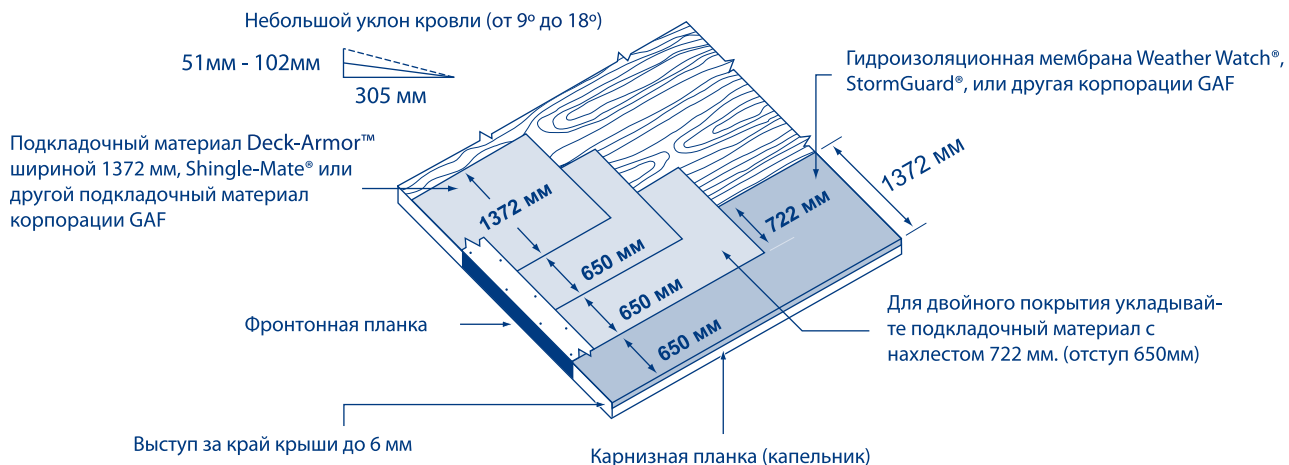 Небольшой уклон кровли (от 9º до 18º)
51мм - 102мм
305 мм
Гидроизоляционная мембрана Weather Watch®,
StormGuard®, или другая корпорации GAF
Подкладочный материал Deck-Armor™
шириной 1372 мм, Shingle-Mate® или
другой подкладочный материал
корпорации GAF
1372 мм
1372 мм
722 мм
650 мм
650 мм
650 мм
Фронтонная планка
Для двойного покрытия укладывай-
те подкладочный материал с
нахлестом 722 мм. (отступ 650мм)
Выступ за край крыши до 6 мм
Карнизная планка (капельник)